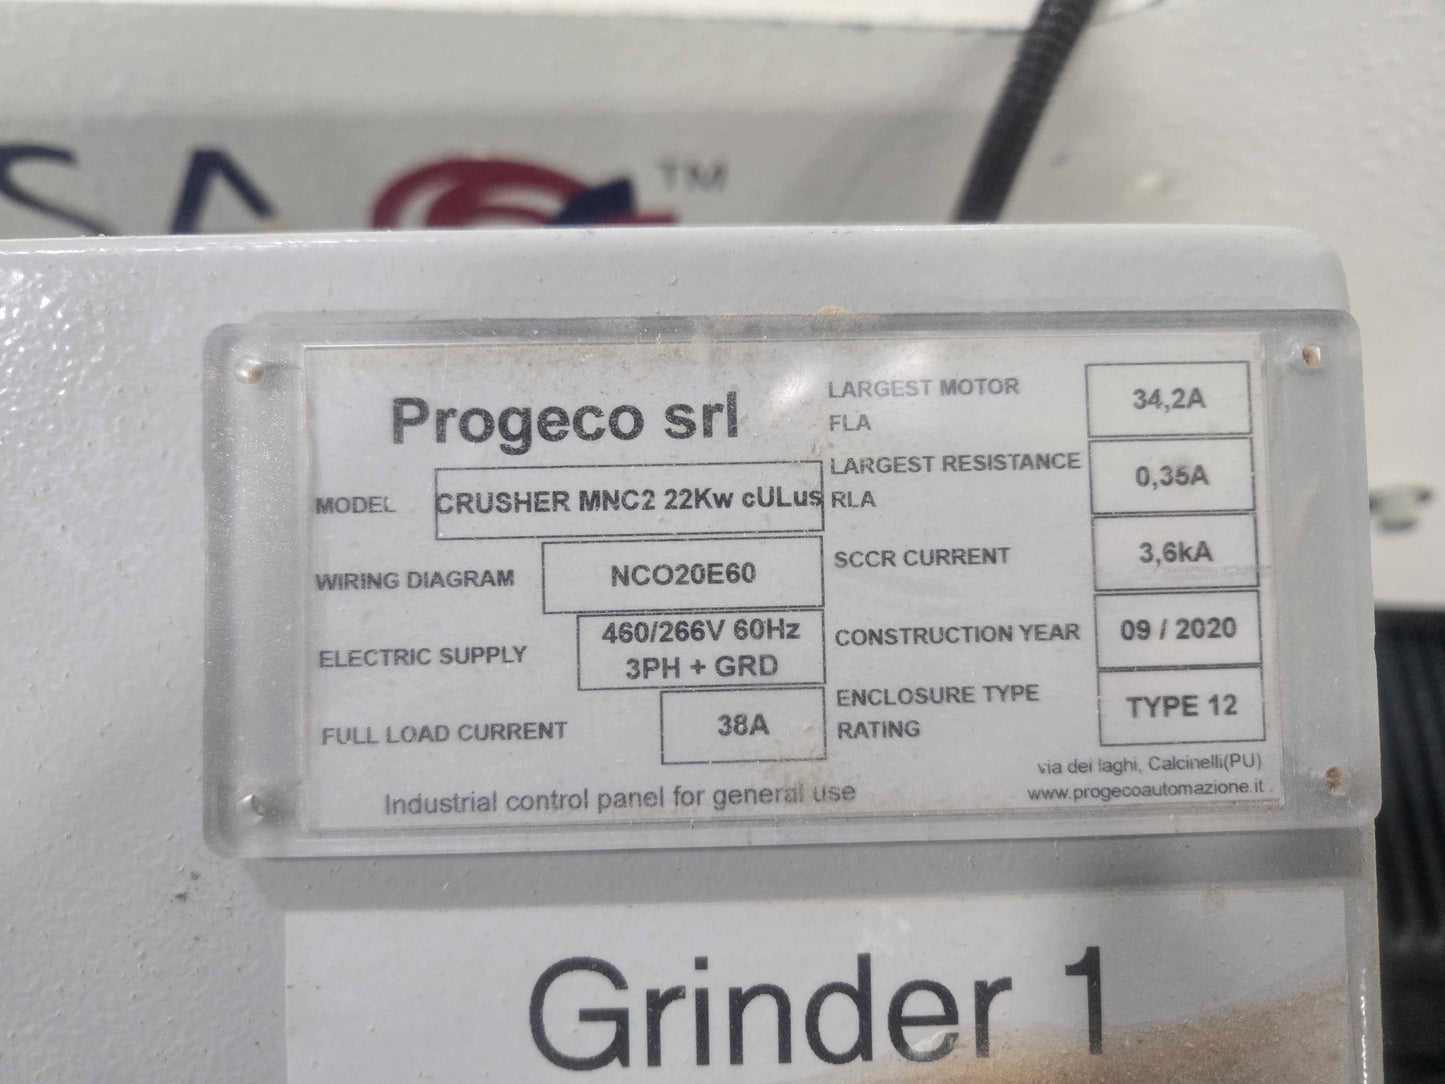 SA ™
Progeco srl
MODEL CRUSHER MNC2 22Kw cULus
WIRING DIAGRAM NCO20E60
ELECTRIC SUPPLY 460/266V 60Hz
3PH + GRD
FULL LOAD CURRENT 38A
LARGEST MOTOR
FLA 34,2A
LARGEST RESISTANCE
RLA 0,35A
SCCR CURRENT 3,6kA
CONSTRUCTION YEAR 09 / 2020
ENCLOSURE TYPE
RATING TYPE 12
via dei laghi, Calcinelli(PU)
www.progecoautomazione.it
Industrial control panel for general use
Grinder 1